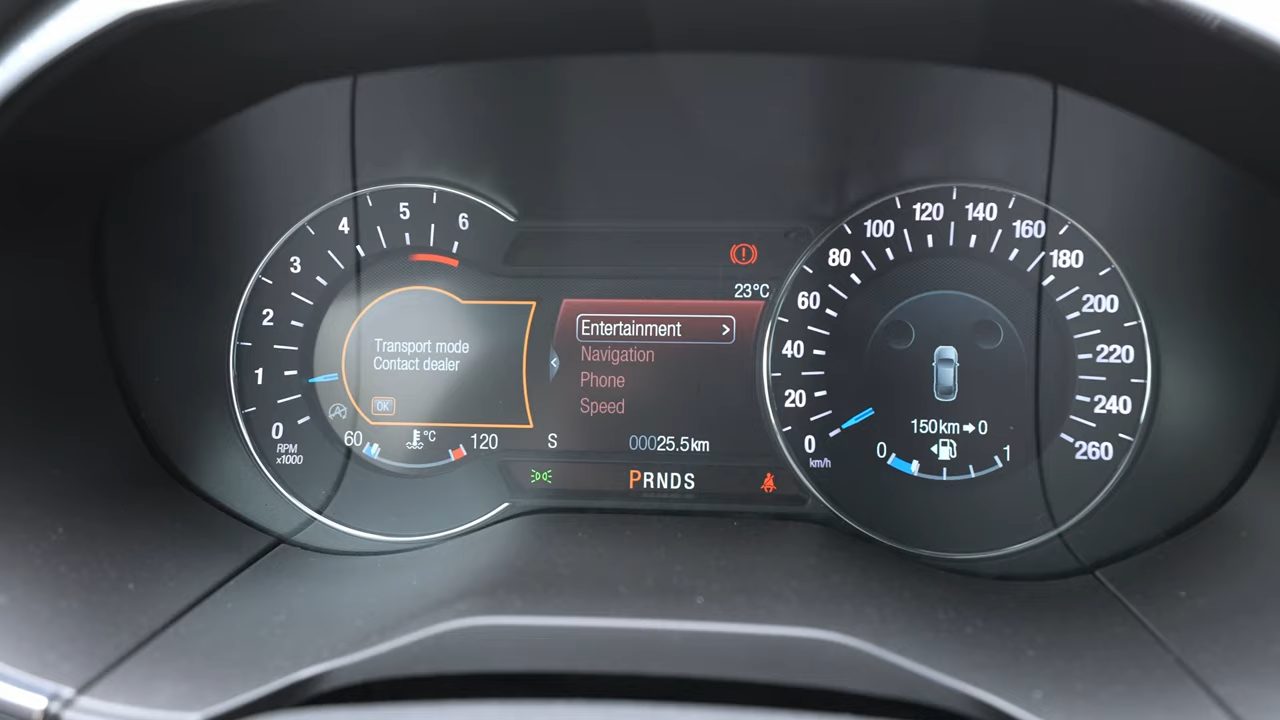 0
1
2
3
4
5
6
RPM
x1000
Transport mode
Contact dealer
OK
60
°C
120
23°C
Entertainment >
Navigation
Phone
Speed
S
00025.5km
PRNDS
0
20
40
60
80
100
120
140
160
180
200
220
240
260
km/h
150km➡0
0
1